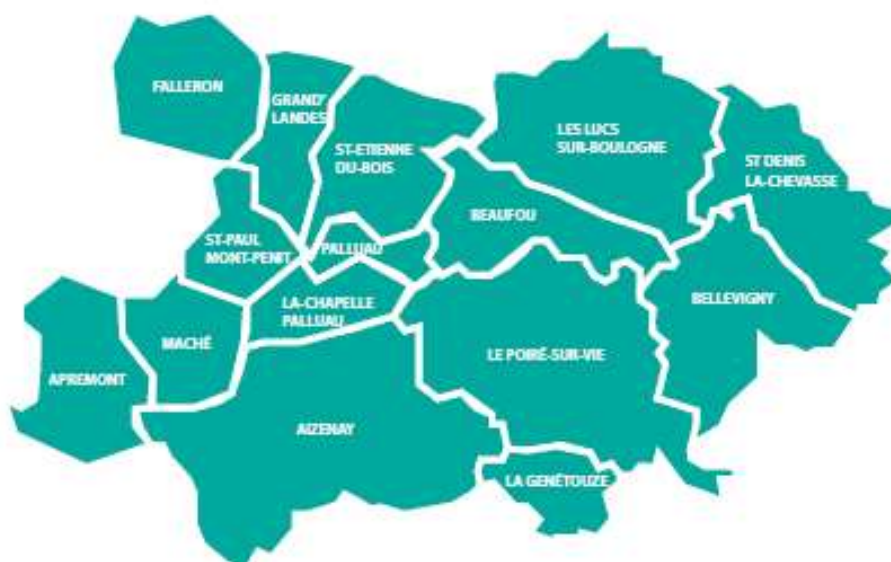 FALLERON
GRAND'
LANDES
ST-ETIENNE
DU-BOIS
LES LUCS
SUR-BOULOGNE
ST DENIS
LA-CHEVASSE
BEAUFOU
ST-PAUL
MONT-PENIT
PALLUAU
LA-CHAPELLE
PALLUAU
BELLEVIGNY
MACHÉ
LE POIRÉ-SUR-VIE
APREMONT
AIZENAY
LA GENÉTOUZE